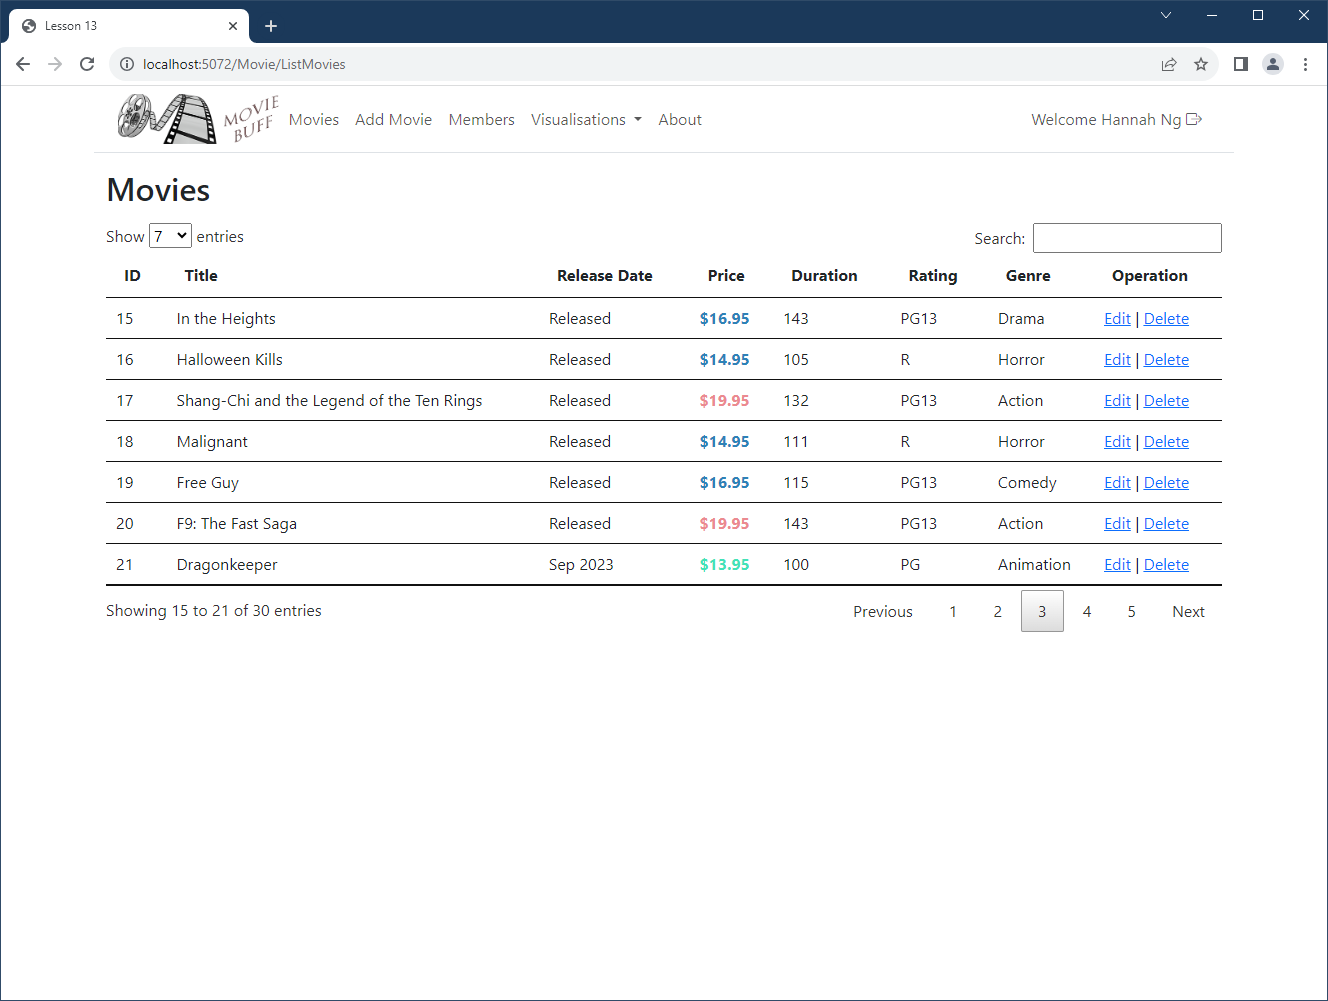 Lesson 13
localhost:5072/Movie/ListMovies
MOVIE BUFF Movies Add Movie Members Visualisations About Welcome Hannah Ng
Movies
Show 7 entries Search:
ID Title Release Date Price Duration Rating Genre Operation
15 In the Heights Released $16.95 143 PG13 Drama Edit | Delete
16 Halloween Kills Released $14.95 105 R Horror Edit | Delete
17 Shang-Chi and the Legend of the Ten Rings Released $19.95 132 PG13 Action Edit | Delete
18 Malignant Released $14.95 111 R Horror Edit | Delete
19 Free Guy Released $16.95 115 PG13 Comedy Edit | Delete
20 F9: The Fast Saga Released $19.95 143 PG13 Action Edit | Delete
21 Dragonkeeper Sep 2023 $13.95 100 PG Animation Edit | Delete
Showing 15 to 21 of 30 entries Previous 1 2 3 4 5 Next